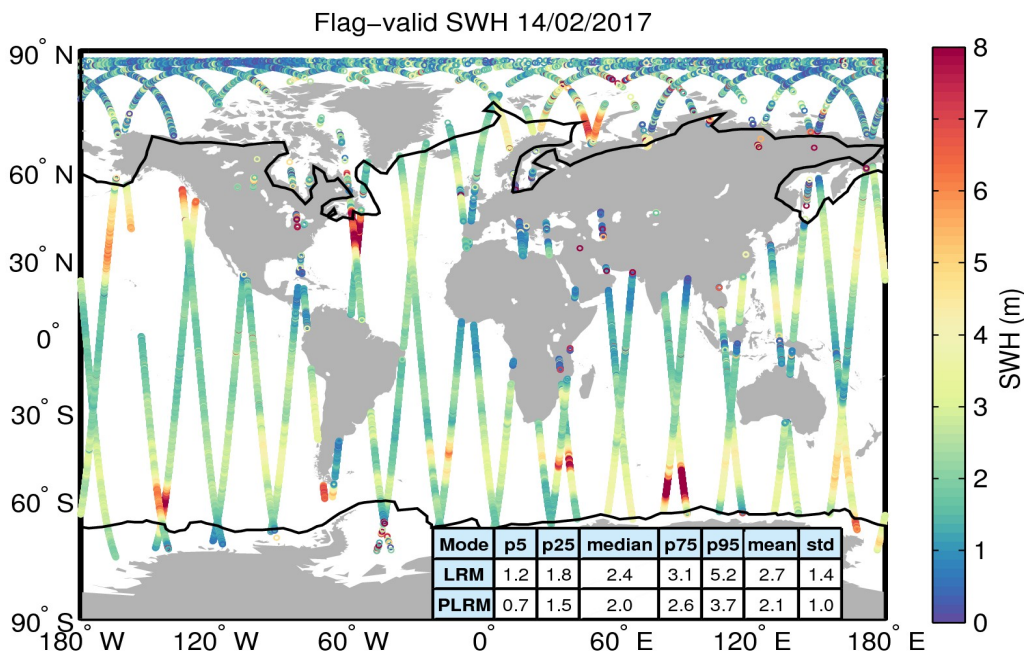 Flag−valid SWH 14/02/2017
90° N
60° N
30° N
0°
30° S
60° S
90° S
180° W
120° W
60° W
0°
60° E
120° E
180° E
Mode p5 p25 median p75 p95 mean std
LRM 1.2 1.8 2.4 3.1 5.2 2.7 1.4
PLRM 0.7 1.5 2.0 2.6 3.7 2.1 1.0
8
7
6
5
4
3
2
1
0
SWH (m)